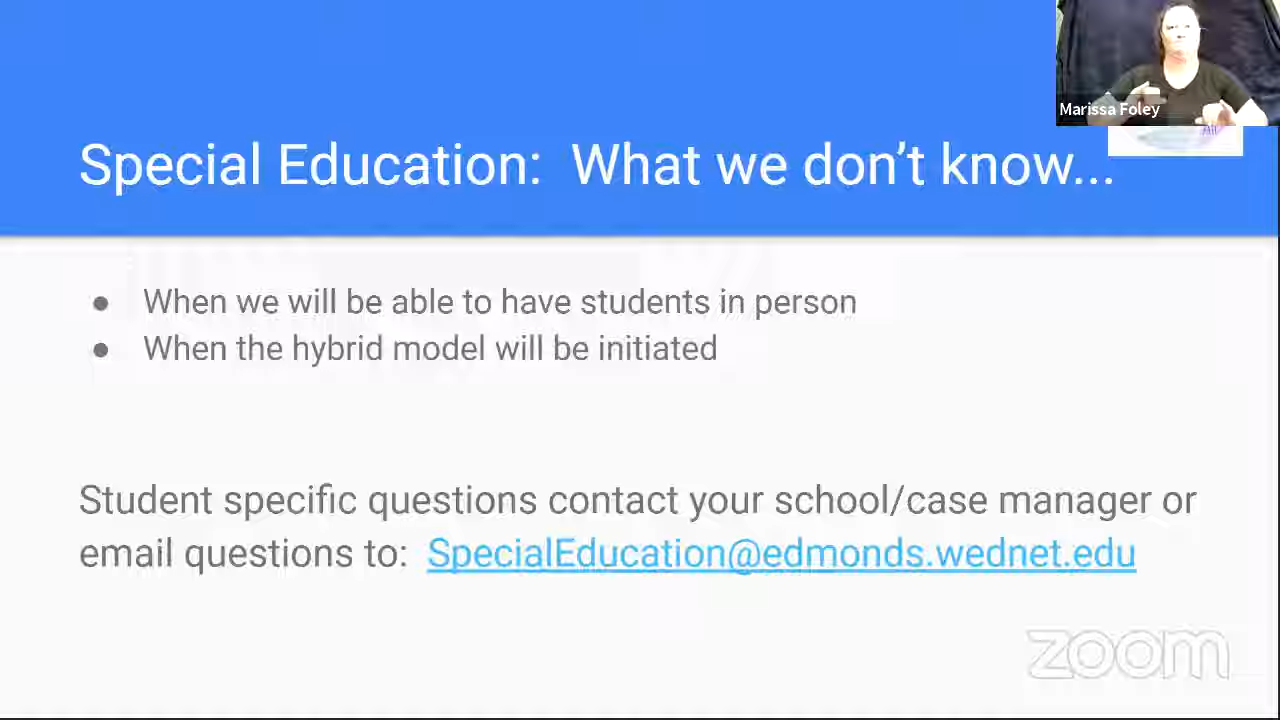 Marissa Foley
Special Education: What we don't know...
● When we will be able to have students in person
● When the hybrid model will be initiated
Student specific questions contact your school/case manager or
email questions to: SpecialEducation@edmonds.wednet.edu
zoom